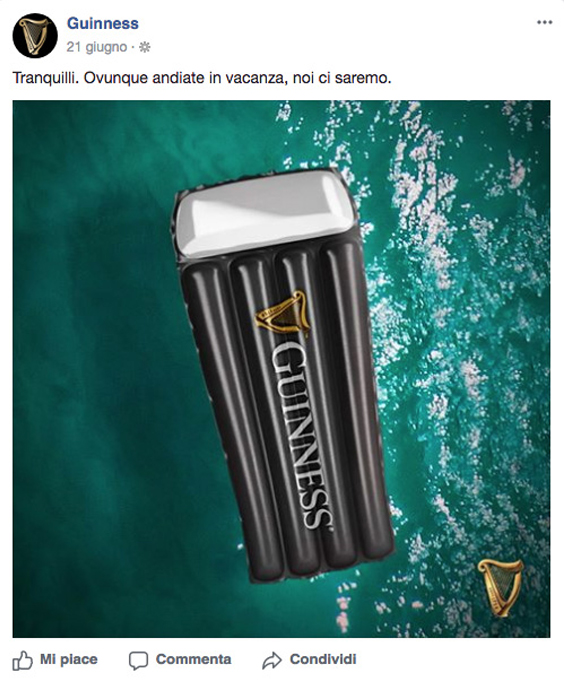 Guinness
21 giugno ·
Tranquilli. Ovunque andiate in vacanza, noi ci saremo.
GUINNESS
Mi piace Commenta Condividi